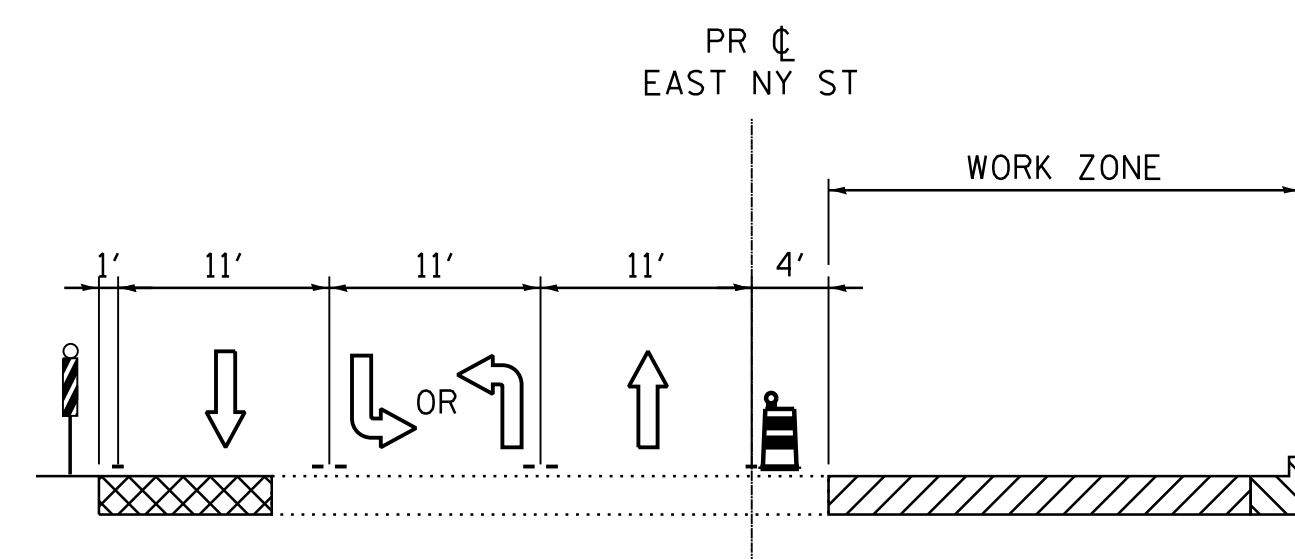 PR ℄
EAST NY ST
WORK ZONE
1' 11' 11' 11' 4'
OR